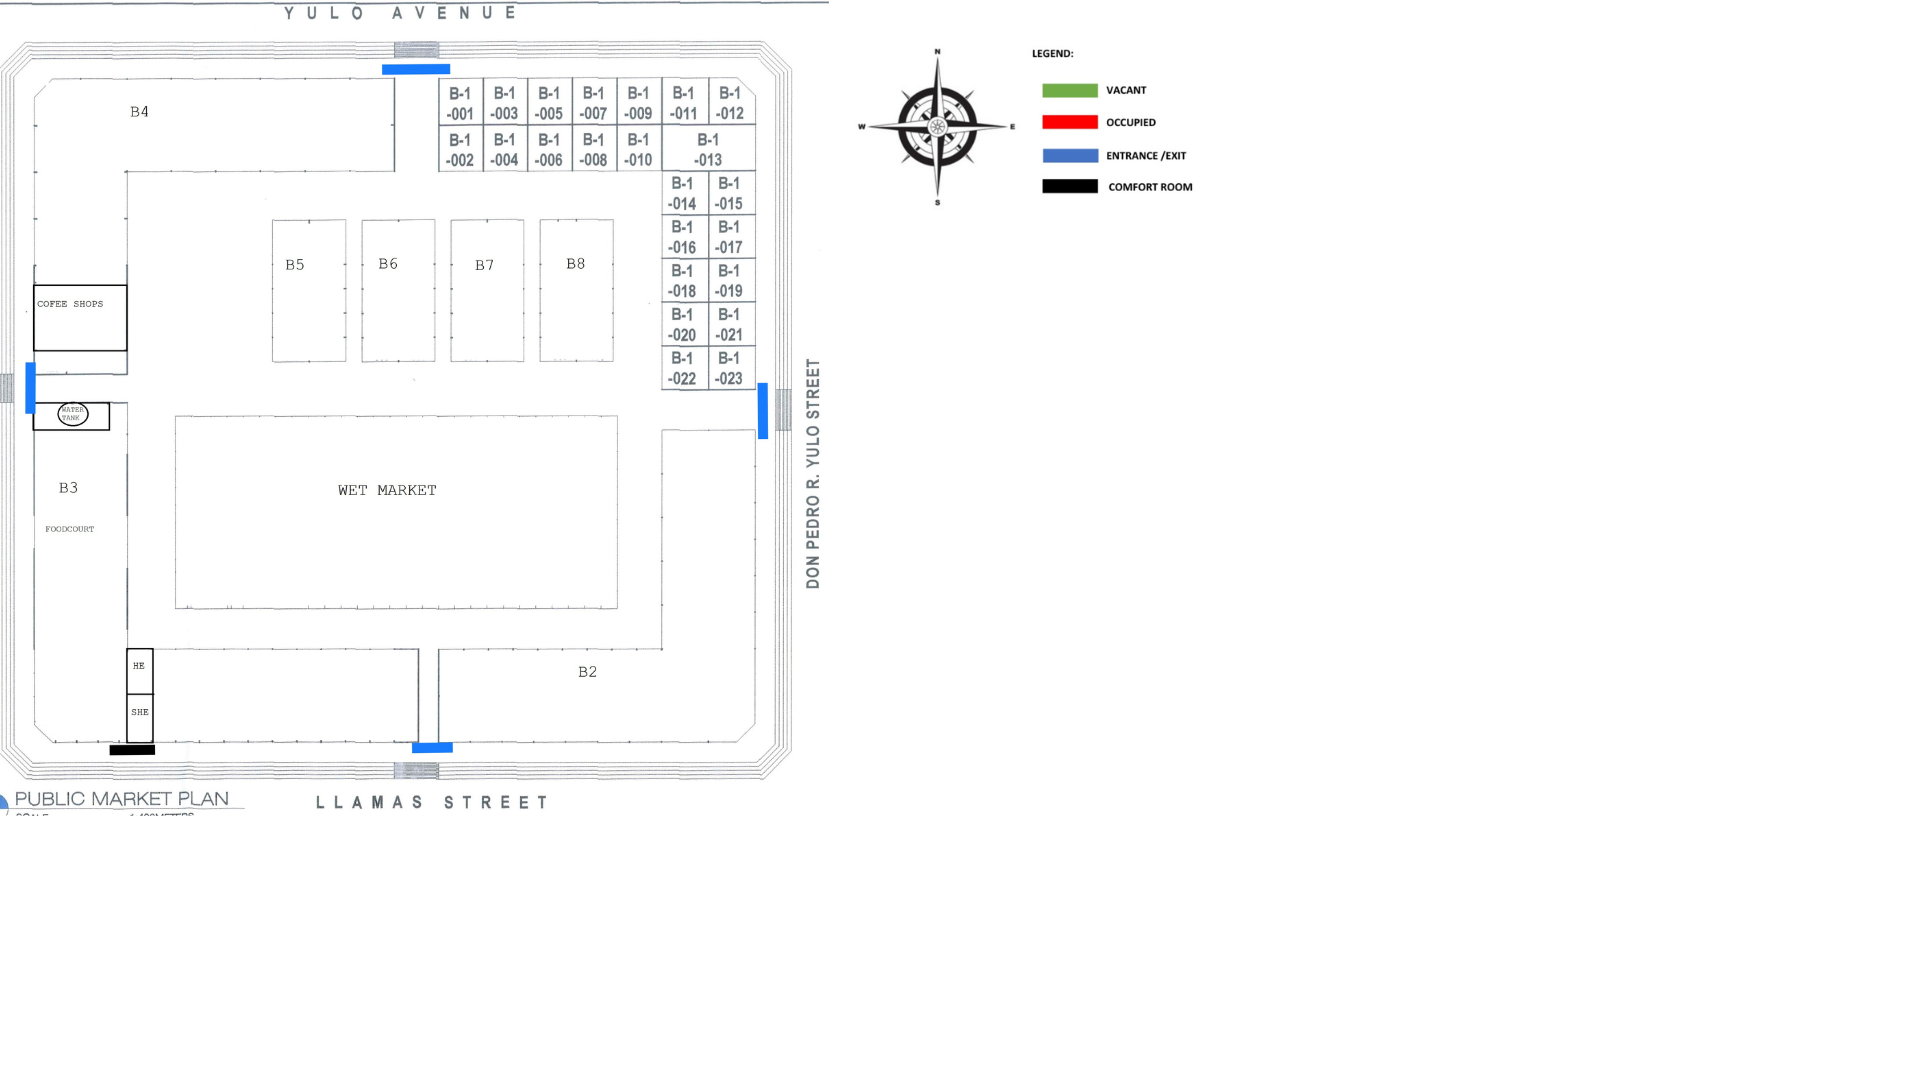 YULO AVENUE
N
W
E
S
LEGEND:
VACANT
OCCUPIED
ENTRANCE /EXIT
COMFORT ROOM
B4
B-1 -001
B-1 -003
B-1 -005
B-1 -007
B-1 -009
B-1 -011
B-1 -012
B-1 -002
B-1 -004
B-1 -006
B-1 -008
B-1 -010
B-1 -013
B-1 -014
B-1 -015
B-1 -016
B-1 -017
B-1 -018
B-1 -019
B-1 -020
B-1 -021
B-1 -022
B-1 -023
B5
B6
B7
B8
COFEE SHOPS
WATER
TANK
DON PEDRO R. YULO STREET
B3
FOODCOURT
WET MARKET
HE
SHE
B2
PUBLIC MARKET PLAN
LLAMAS STREET